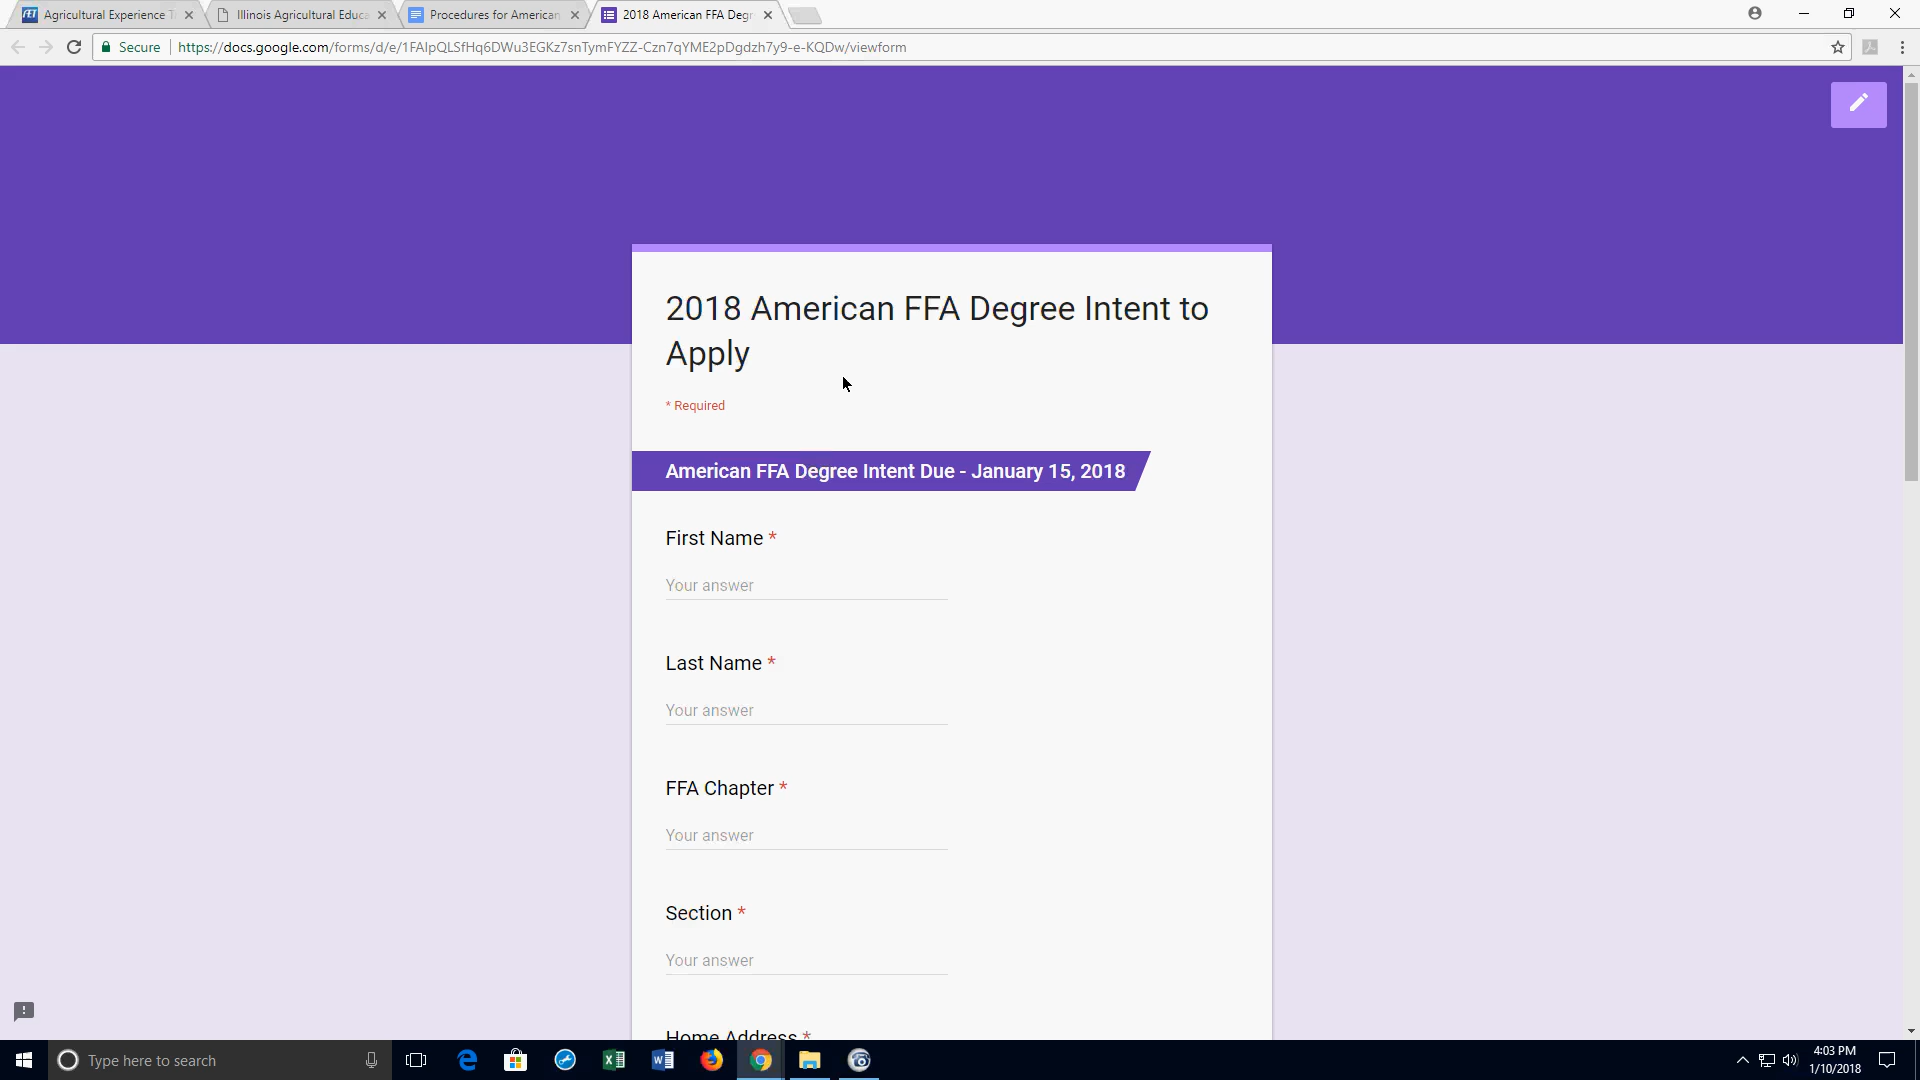 Agricultural Experience T
Illinois Agricultural Educa
Procedures for American
2018 American FFA Degr
Secure
https://docs.google.com/forms/d/e/1FAIpQLSfHq6DWu3EGKz7snTymFYZZ-Czn7qYME2pDgdzh7y9-e-KQDw/viewform
2018 American FFA Degree Intent to
Apply
* Required
American FFA Degree Intent Due - January 15, 2018
First Name *
Your answer
Last Name *
Your answer
FFA Chapter *
Your answer
Section *
Your answer
Home Address *
Type here to search
4:03 PM
1/10/2018